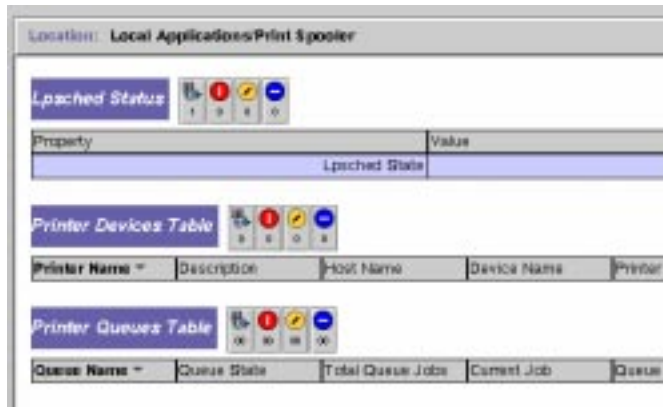 Location: Local Applications/Print Spooler
Lpsched Status
Property Value
Lpsched State
Printer Devices Table
Printer Name Description Host Name Device Name Printer
Printer Queues Table
Queue Name Queue State Total Queue Jobs Current Job Queue